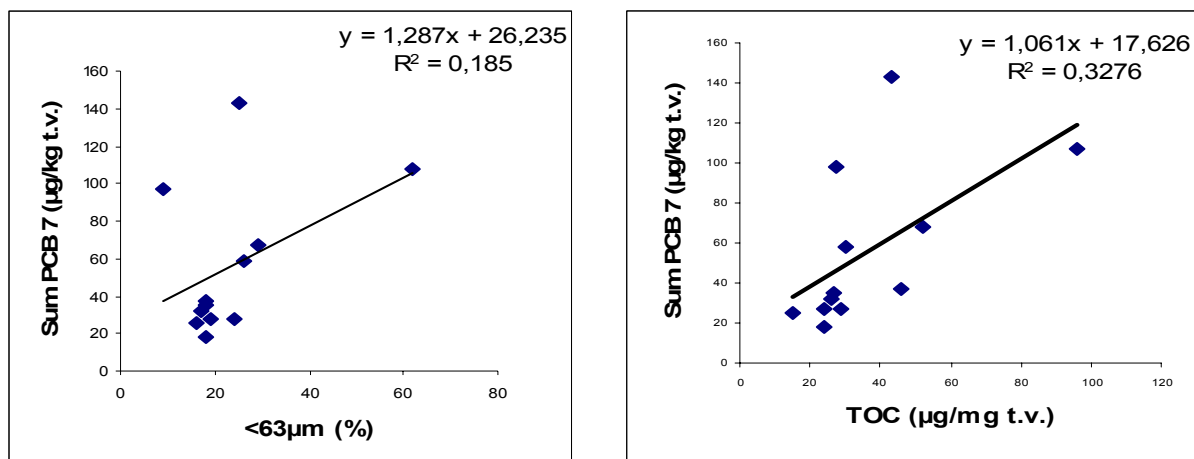 y = 1,287x + 26,235
R² = 0,185
160
140
120
100
80
60
40
20
0
Sum PCB 7 (µg/kg t.v.)
0 20 40 60 80
<63µm (%)
y = 1,061x + 17,626
R² = 0,3276
160
140
120
100
80
60
40
20
0
Sum PCB 7 (µg/kg t.v.)
0 20 40 60 80 100 120
TOC (µg/mg t.v.)